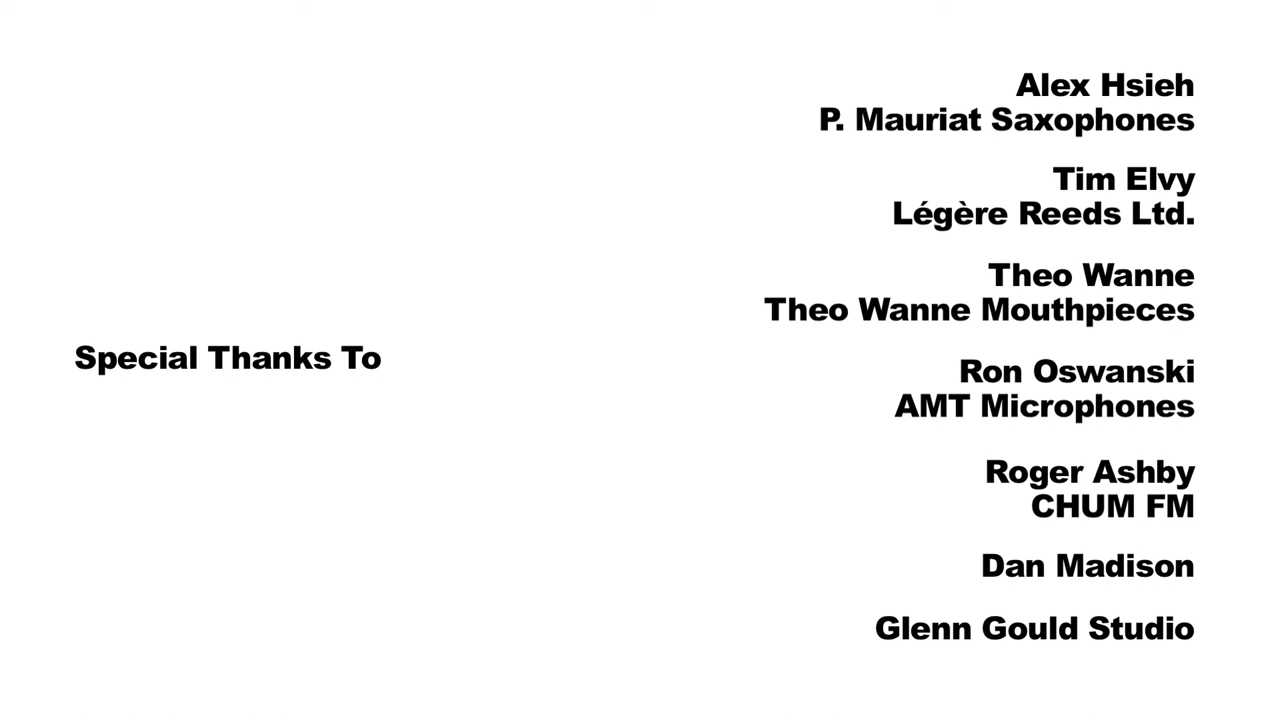 Special Thanks To
Alex Hsieh
P. Mauriat Saxophones
Tim Elvy
Légère Reeds Ltd.
Theo Wanne
Theo Wanne Mouthpieces
Ron Oswanski
AMT Microphones
Roger Ashby
CHUM FM
Dan Madison
Glenn Gould Studio